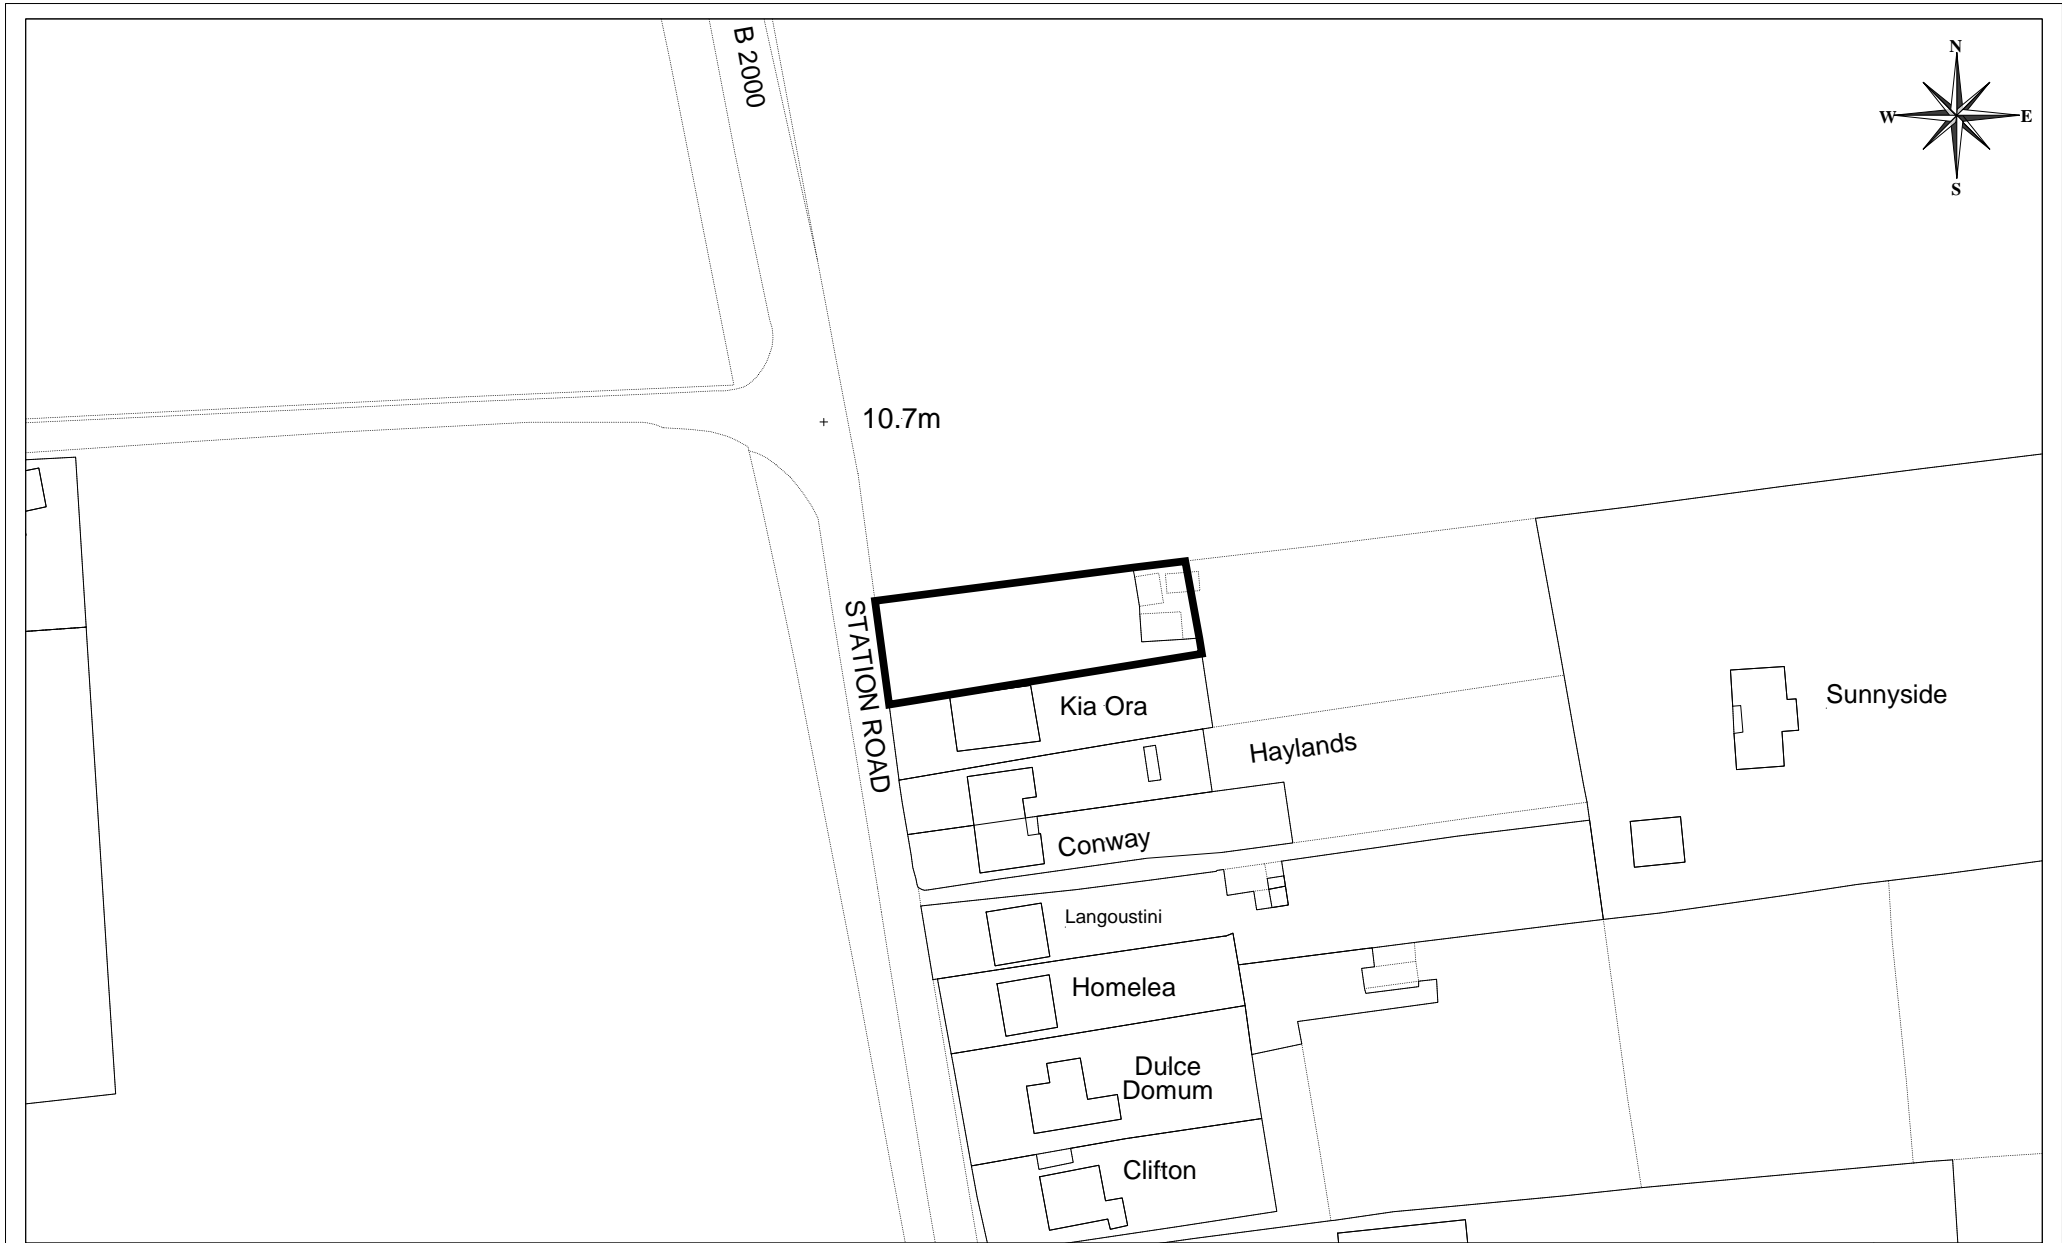 B 2000
N
W
E
S
10.7m
STATION ROAD
Kia Ora
Sunnyside
Haylands
Conway
Langoustini
Homelea
Dulce
Domum
Clifton